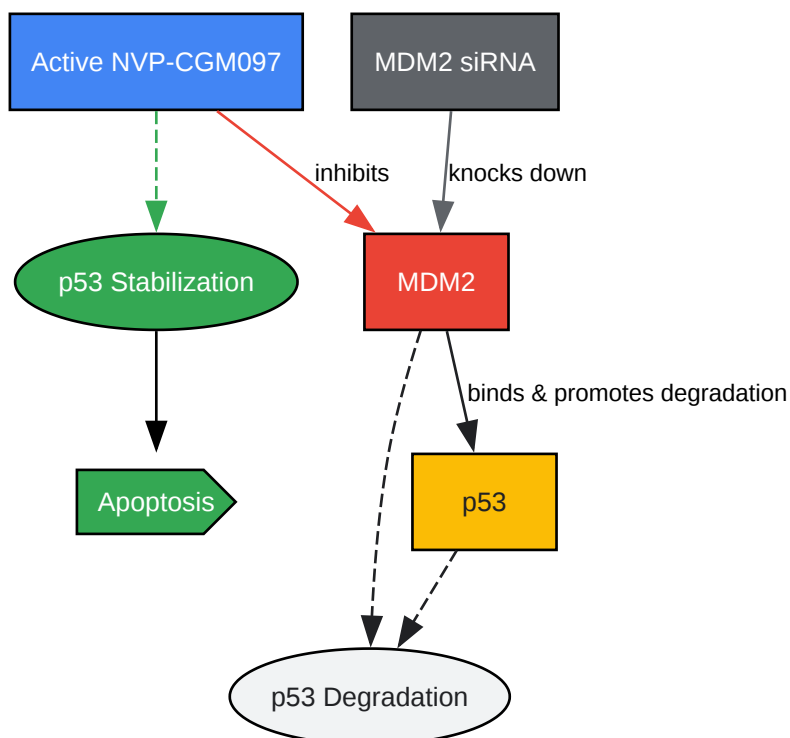 Active NVP-CGM097
MDM2 siRNA
inhibits
knocks down
p53 Stabilization
MDM2
binds & promotes degradation
Apoptosis
p53
p53 Degradation